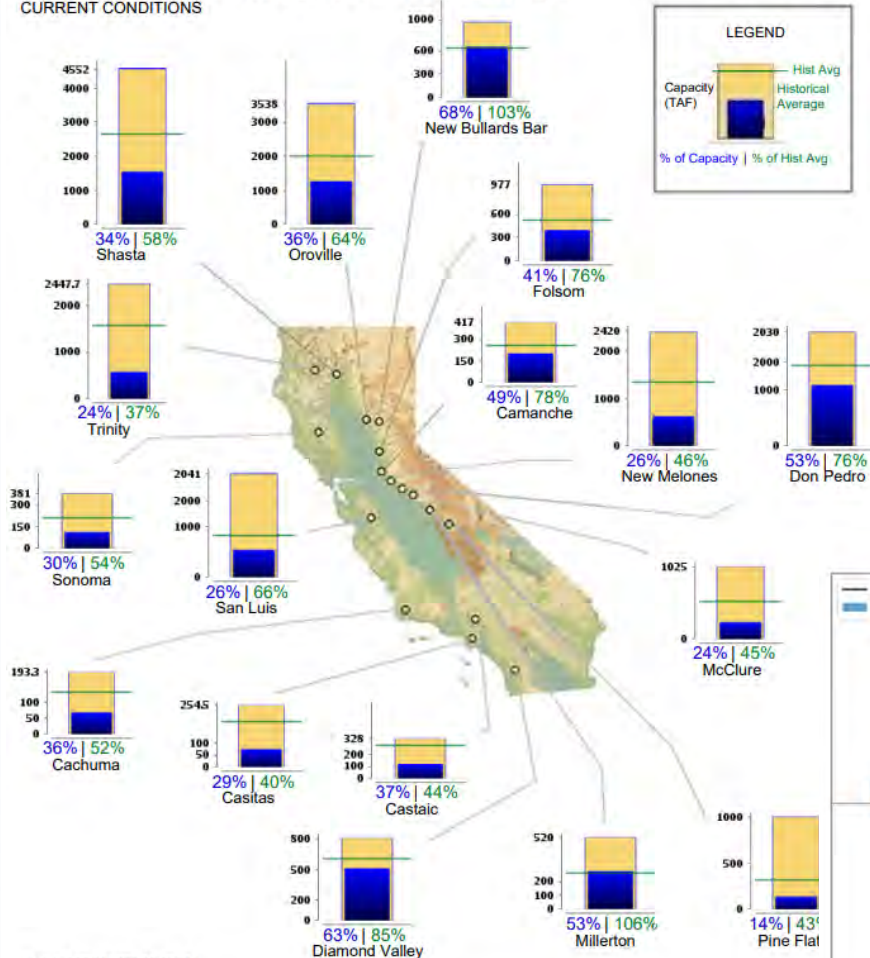 CURRENT CONDITIONS
1000
600
300
0
68% | 103%
New Bullards Bar
LEGEND
Hist Avg
Capacity
(TAF)
Historical
Average
% of Capacity | % of Hist Avg
4552
4000
3000
2000
1000
0
34% | 58%
Shasta
3538
3000
2000
1000
0
36% | 64%
Oroville
977
600
300
0
41% | 76%
Folsom
2447.7
2000
1000
0
24% | 37%
Trinity
417
300
150
0
49% | 78%
Camanche
2420
2000
1000
0
26% | 46%
New Melones
2030
2000
1000
0
53% | 76%
Don Pedro
381
300
150
0
30% | 54%
Sonoma
2041
2000
1000
0
26% | 66%
San Luis
1025
0
24% | 45%
McClure
193.3
100
50
0
36% | 52%
Cachuma
254.5
100
50
0
29% | 40%
Casitas
328
200
100
0
37% | 44%
Castaic
800
500
200
0
63% | 85%
Diamond Valley
520
200
100
0
53% | 106%
Millerton
1000
500
0
14% | 43%
Pine Flat